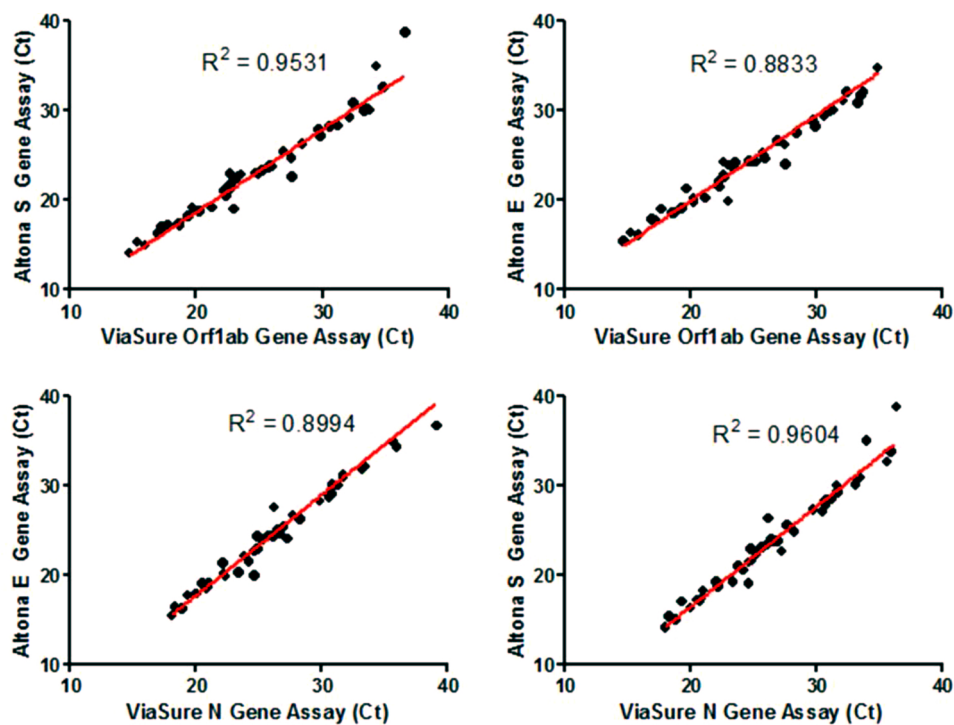 Altona S Gene Assay (Ct)
40
30
20
10
R² = 0.9531
10 20 30 40
ViaSure Orf1ab Gene Assay (Ct)
Altona E Gene Assay (Ct)
40
30
20
10
R² = 0.8833
10 20 30 40
ViaSure Orf1ab Gene Assay (Ct)
Altona E Gene Assay (Ct)
40
30
20
10
R² = 0.8994
10 20 30 40
ViaSure N Gene Assay (Ct)
Altona S Gene Assay (Ct)
40
30
20
10
R² = 0.9604
10 20 30 40
ViaSure N Gene Assay (Ct)